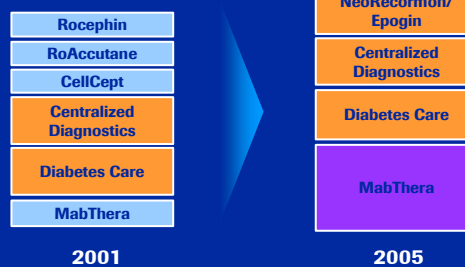 Rocephin
RoAccutane
CellCept
Centralized
Diagnostics
Diabetes Care
MabThera
2001
NeoRecormon/
Epogin
Centralized
Diagnostics
Diabetes Care
MabThera
2005